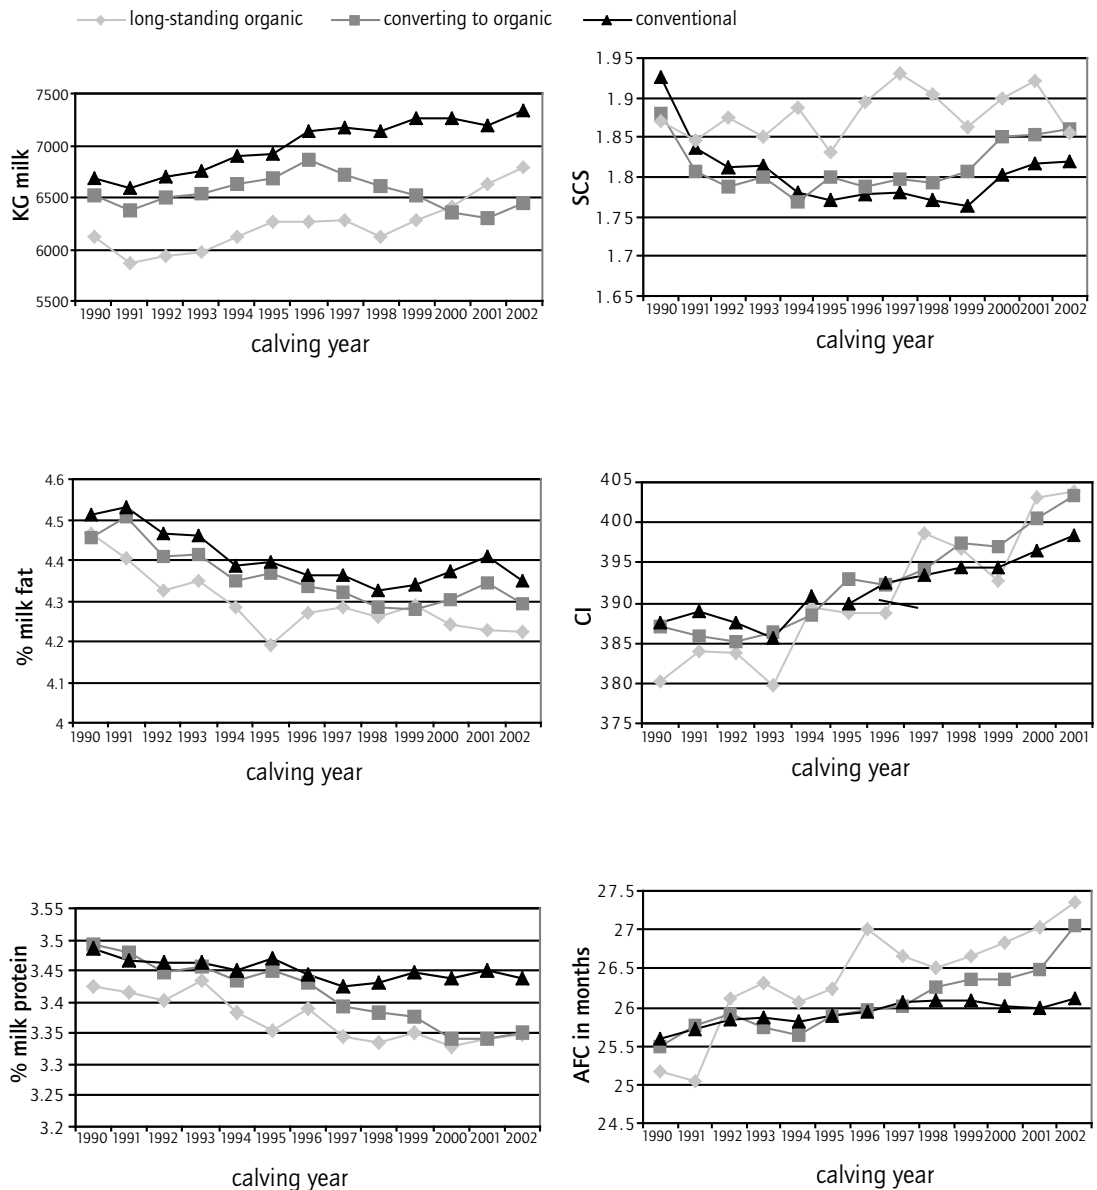 long-standing organic converting to organic conventional
KG milk
7500
7000
6500
6000
5500
1990 1991 1992 1993 1994 1995 1996 1997 1998 1999 2000 2001 2002
calving year
SCS
1.95
1.9
1.85
1.8
1.75
1.7
1.65
1990 1991 1992 1993 1994 1995 1996 1997 1998 1999 2000 2001 2002
calving year
% milk fat
4.6
4.5
4.4
4.3
4.2
4.1
4
1990 1991 1992 1993 1994 1995 1996 1997 1998 1999 2000 2001 2002
calving year
CI
405
400
395
390
385
380
375
1990 1991 1992 1993 1994 1995 1996 1997 1998 1999 2000 2001
calving year
% milk protein
3.55
3.5
3.45
3.4
3.35
3.3
3.25
3.2
1990 1991 1992 1993 1994 1995 1996 1997 1998 1999 2000 2001 2002
calving year
AFC in months
27.5
27
26.5
26
25.5
25
24.5
1990 1991 1992 1993 1994 1995 1996 1997 1998 1999 2000 2001 2002
calving year